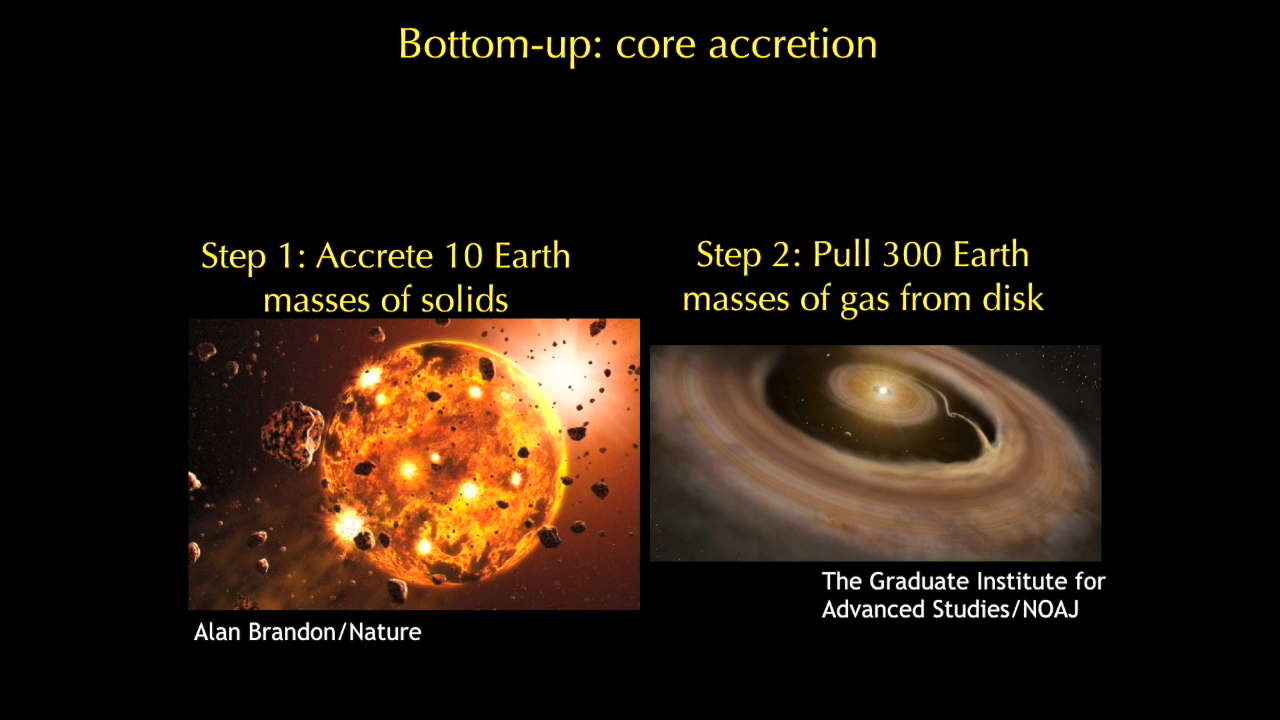 Bottom-up: core accretion
Step 1: Accrete 10 Earth
masses of solids
Step 2: Pull 300 Earth
masses of gas from disk
Alan Brandon/Nature
The Graduate Institute for
Advanced Studies/NOAJ